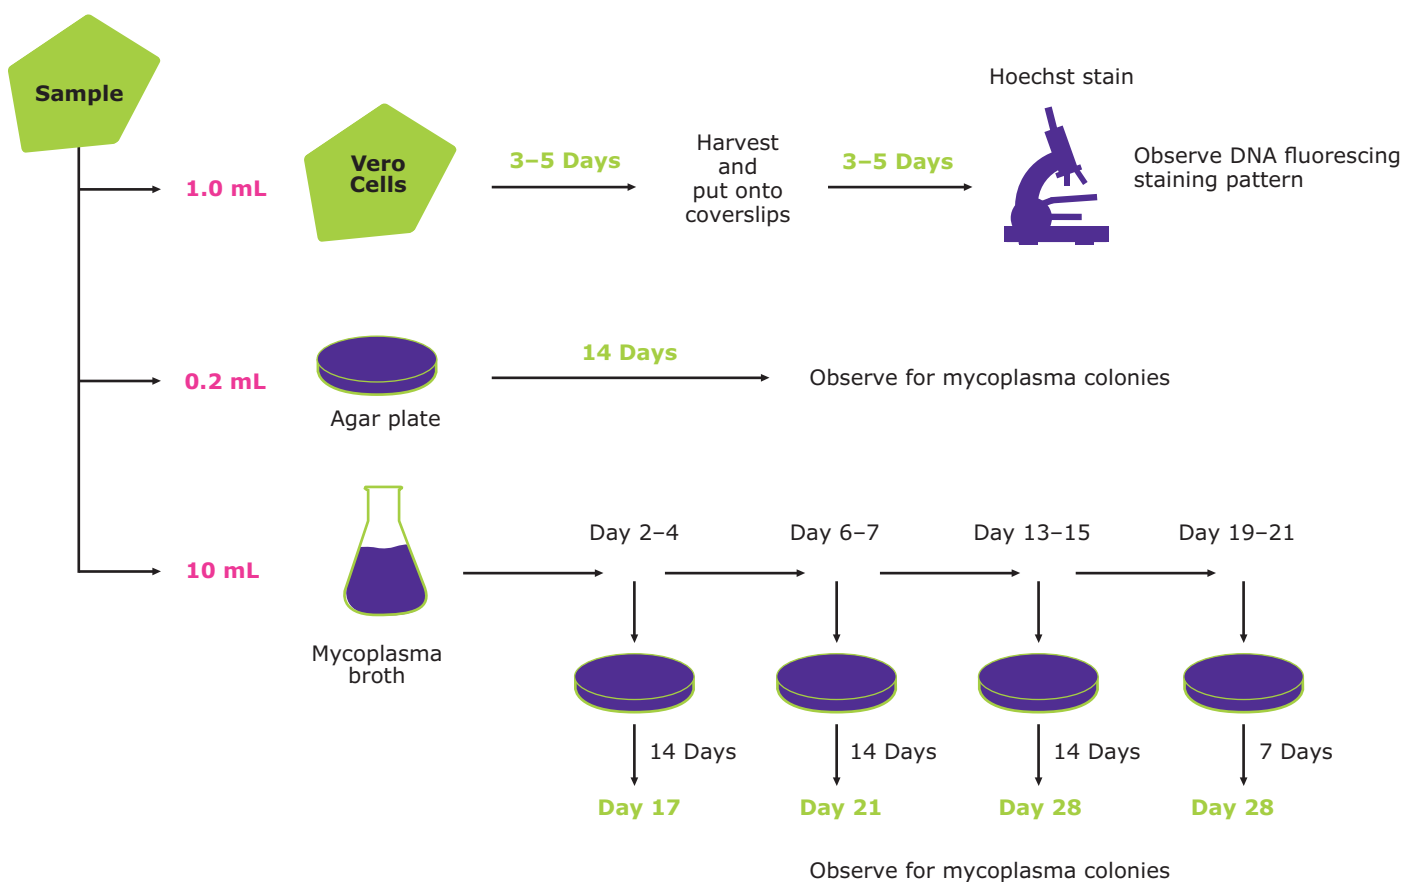 Sample
1.0 mL
Vero
Cells
3–5 Days
Harvest
and
put onto
coverslips
3–5 Days
Hoechst stain
Observe DNA fluorescing
staining pattern
0.2 mL
Agar plate
14 Days
Observe for mycoplasma colonies
10 mL
Mycoplasma
broth
Day 2–4
Day 6–7
Day 13–15
Day 19–21
14 Days
14 Days
14 Days
7 Days
Day 17
Day 21
Day 28
Day 28
Observe for mycoplasma colonies